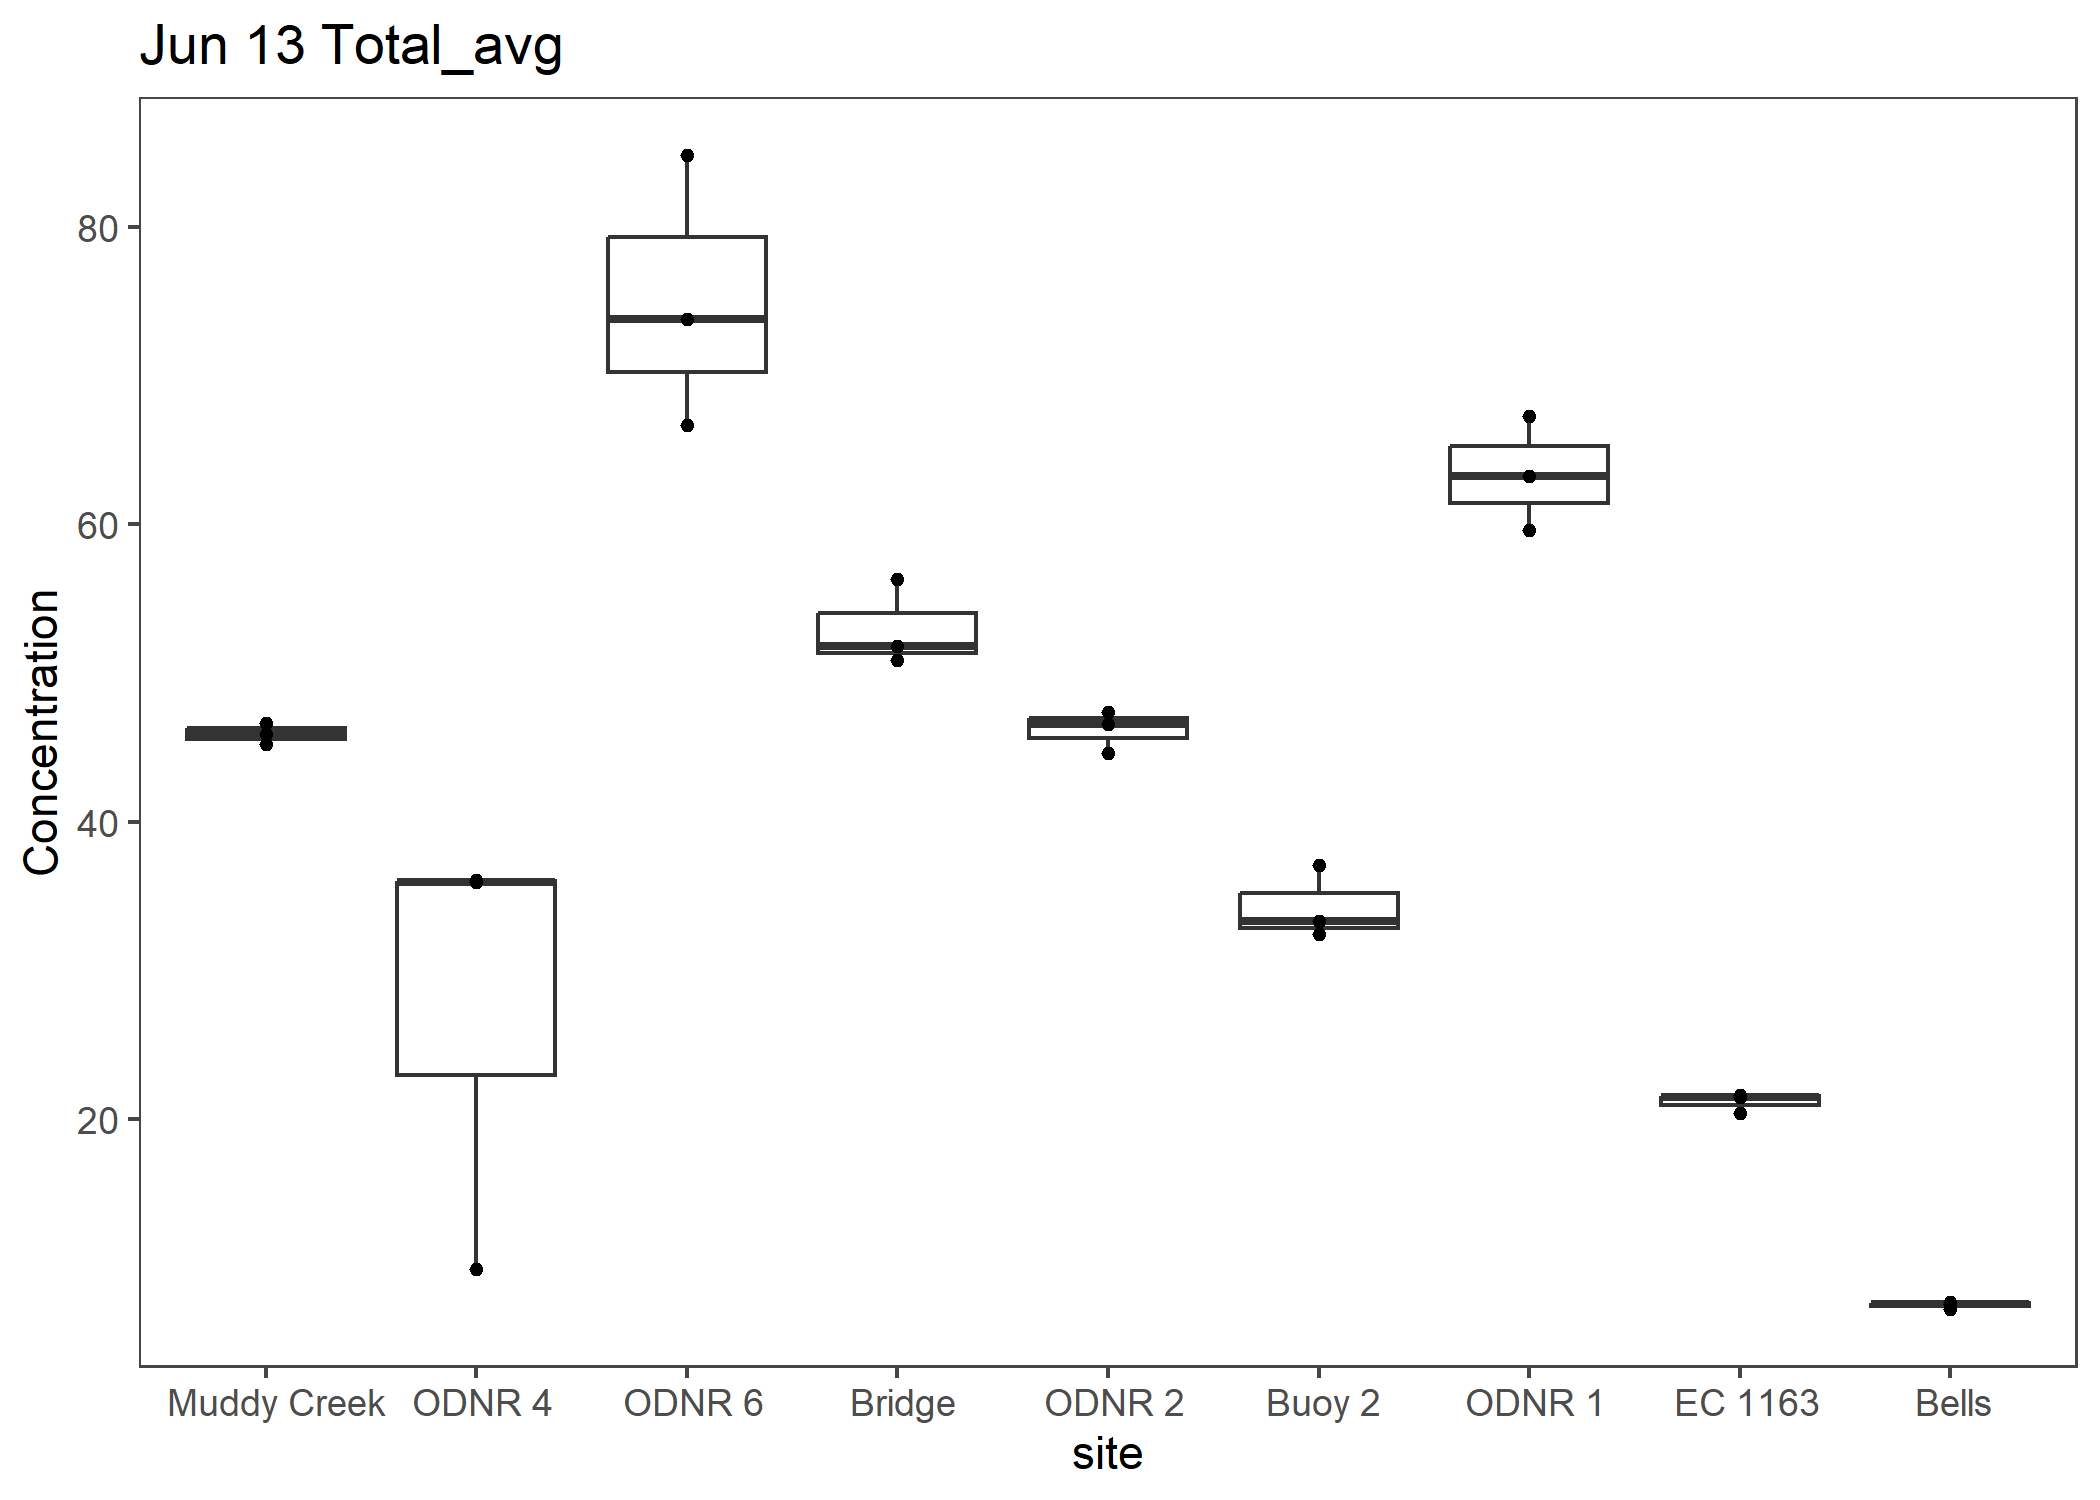 Jun 13 Total_avg
Concentration
80
60
40
20
Muddy Creek ODNR 4 ODNR 6 Bridge ODNR 2 Buoy 2 ODNR 1 EC 1163 Bells
site